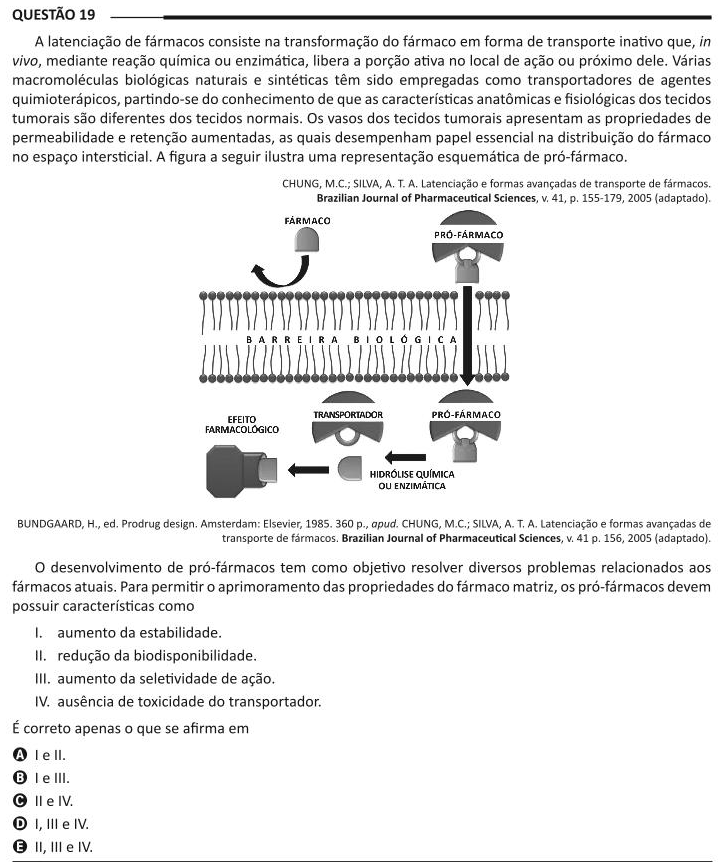 QUESTÃO 19
A latenciação de fármacos consiste na transformação do fármaco em forma de transporte inativo que, in
vivo, mediante reação química ou enzimática, libera a porção ativa no local de ação ou próximo dele. Várias
macromoléculas biológicas naturais e sintéticas têm sido empregadas como transportadores de agentes
quimioterápicos, partindo-se do conhecimento de que as características anatômicas e fisiológicas dos tecidos
tumorais são diferentes dos tecidos normais. Os vasos dos tecidos tumorais apresentam as propriedades de
permeabilidade e retenção aumentadas, as quais desempenham papel essencial na distribuição do fármaco
no espaço intersticial. A figura a seguir ilustra uma representação esquemática de pró-fármaco.
CHUNG, M.C.; SILVA, A. T. A. Latenciação e formas avançadas de transporte de fármacos.
Brazilian Journal of Pharmaceutical Sciences, v. 41, p. 155-179, 2005 (adaptado).
FÁRMACO
PRÓ-FÁRMACO
BARREIRA BIOLÓGICA
EFEITO
FARMACOLÓGICO
TRANSPORTADOR
PRÓ-FÁRMACO
HIDRÓLISE QUÍMICA
OU ENZIMÁTICA
BUNDGAARD, H., ed. Prodrug design. Amsterdam: Elsevier, 1985. 360 p., apud. CHUNG, M.C.; SILVA, A. T. A. Latenciação e formas avançadas de
transporte de fármacos. Brazilian Journal of Pharmaceutical Sciences, v. 41 p. 156, 2005 (adaptado).
O desenvolvimento de pró-fármacos tem como objetivo resolver diversos problemas relacionados aos
fármacos atuais. Para permitir o aprimoramento das propriedades do fármaco matriz, os pró-fármacos devem
possuir características como
I. aumento da estabilidade.
II. redução da biodisponibilidade.
III. aumento da seletividade de ação.
IV. ausência de toxicidade do transportador.
É correto apenas o que se afirma em
A I e II.
B I e III.
C II e IV.
D I, III e IV.
E II, III e IV.